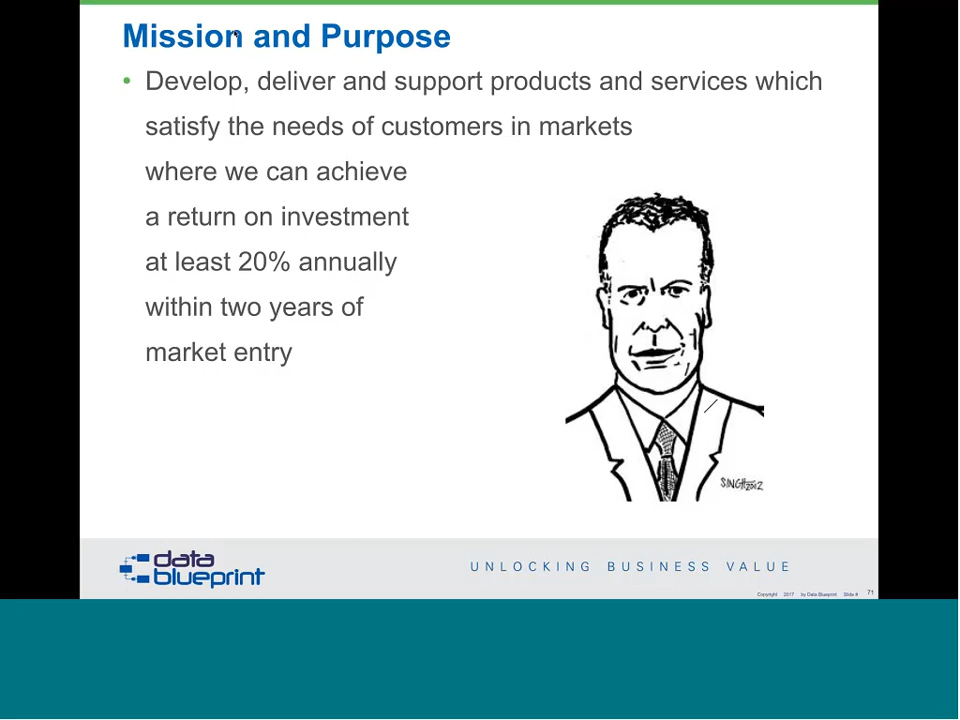 Mission and Purpose
• Develop, deliver and support products and services which
satisfy the needs of customers in markets
where we can achieve
a return on investment
at least 20% annually
within two years of
market entry
SINGH 2012
data
blueprint
UNLOCKING BUSINESS VALUE
Copyright 2017 by Data Blueprint Slide # 71